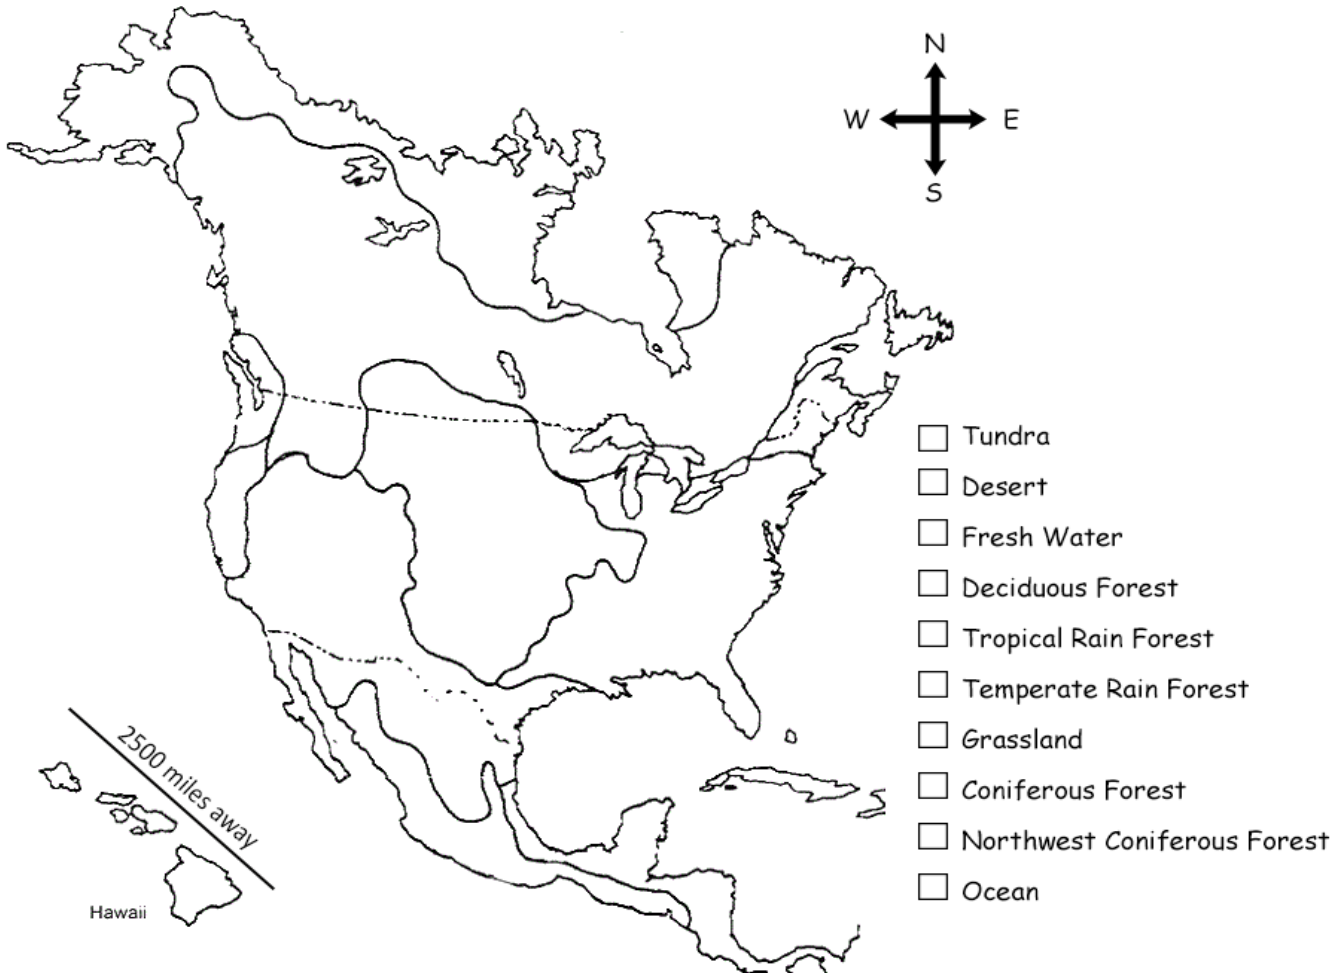 N
W
E
S
Tundra
Desert
Fresh Water
Deciduous Forest
Tropical Rain Forest
Temperate Rain Forest
Grassland
Coniferous Forest
Northwest Coniferous Forest
Ocean
2500 miles away
Hawaii